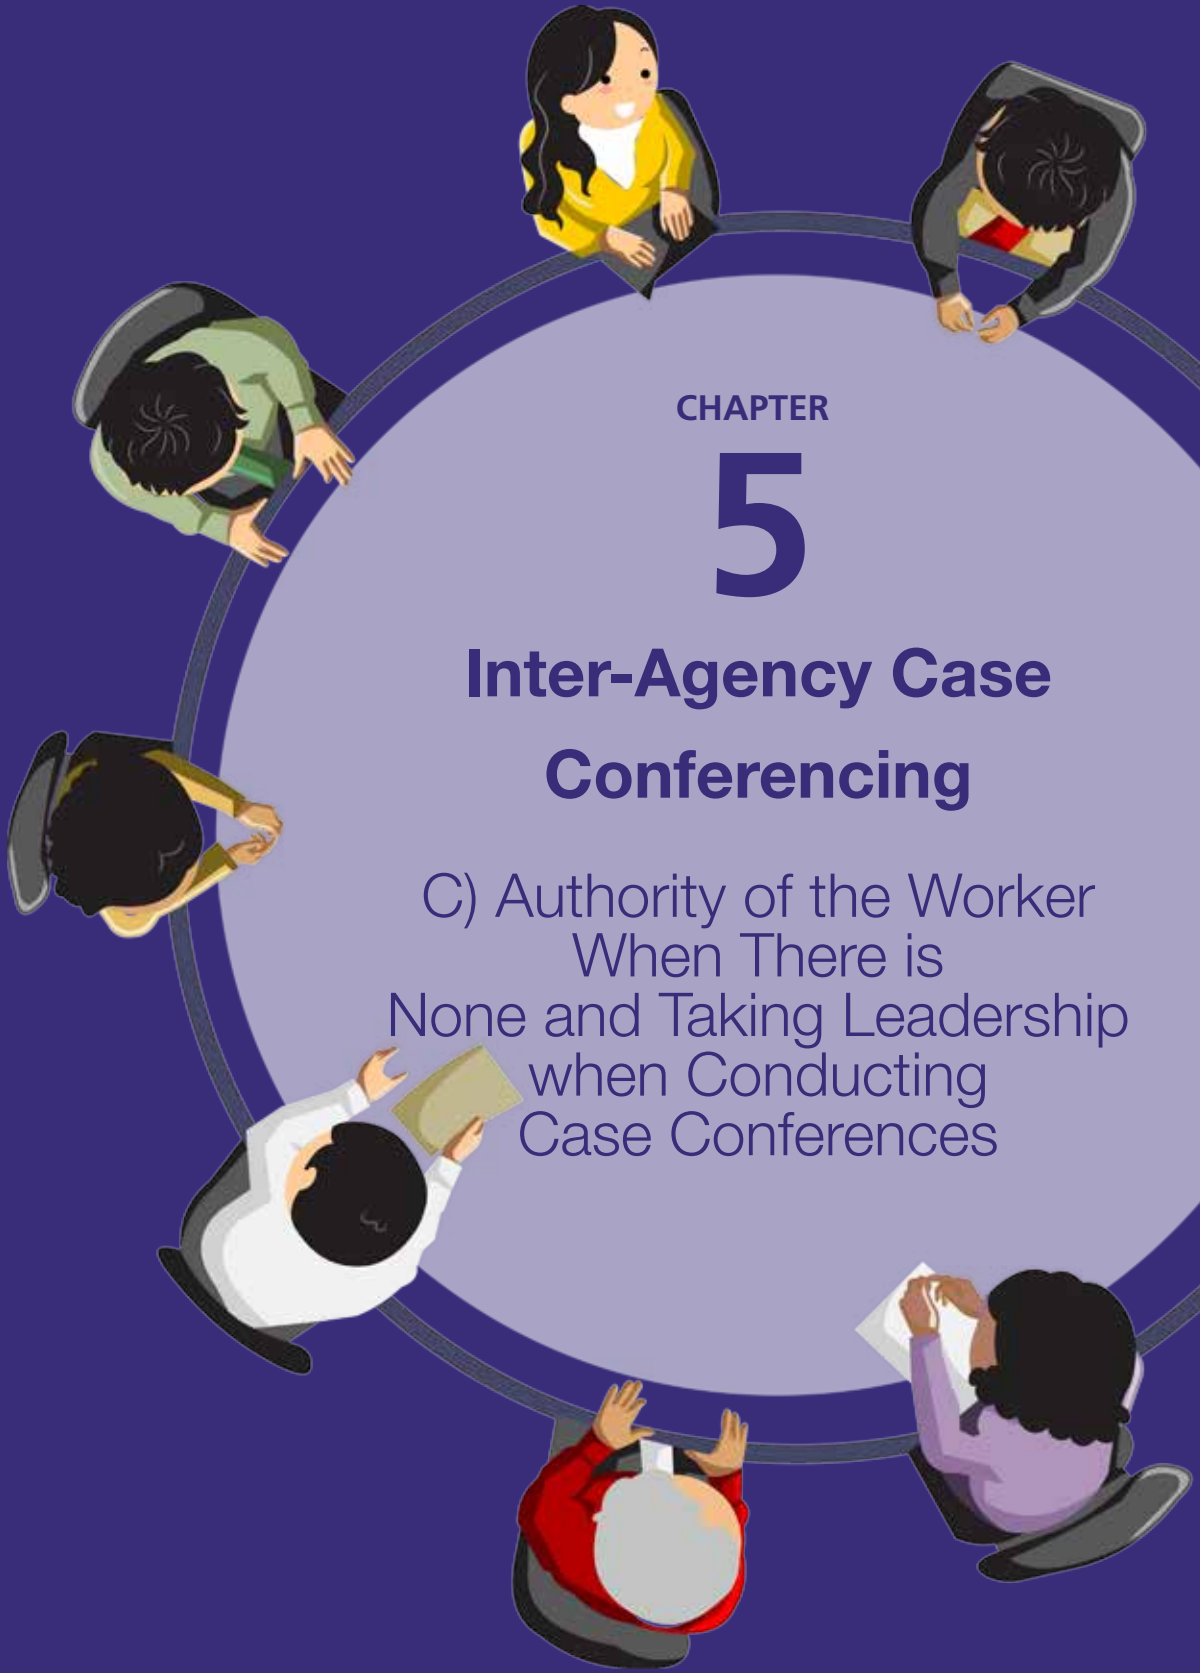 CHAPTER
5
Inter-Agency Case
Conferencing
C) Authority of the Worker
When There is
None and Taking Leadership
when Conducting
Case Conferences